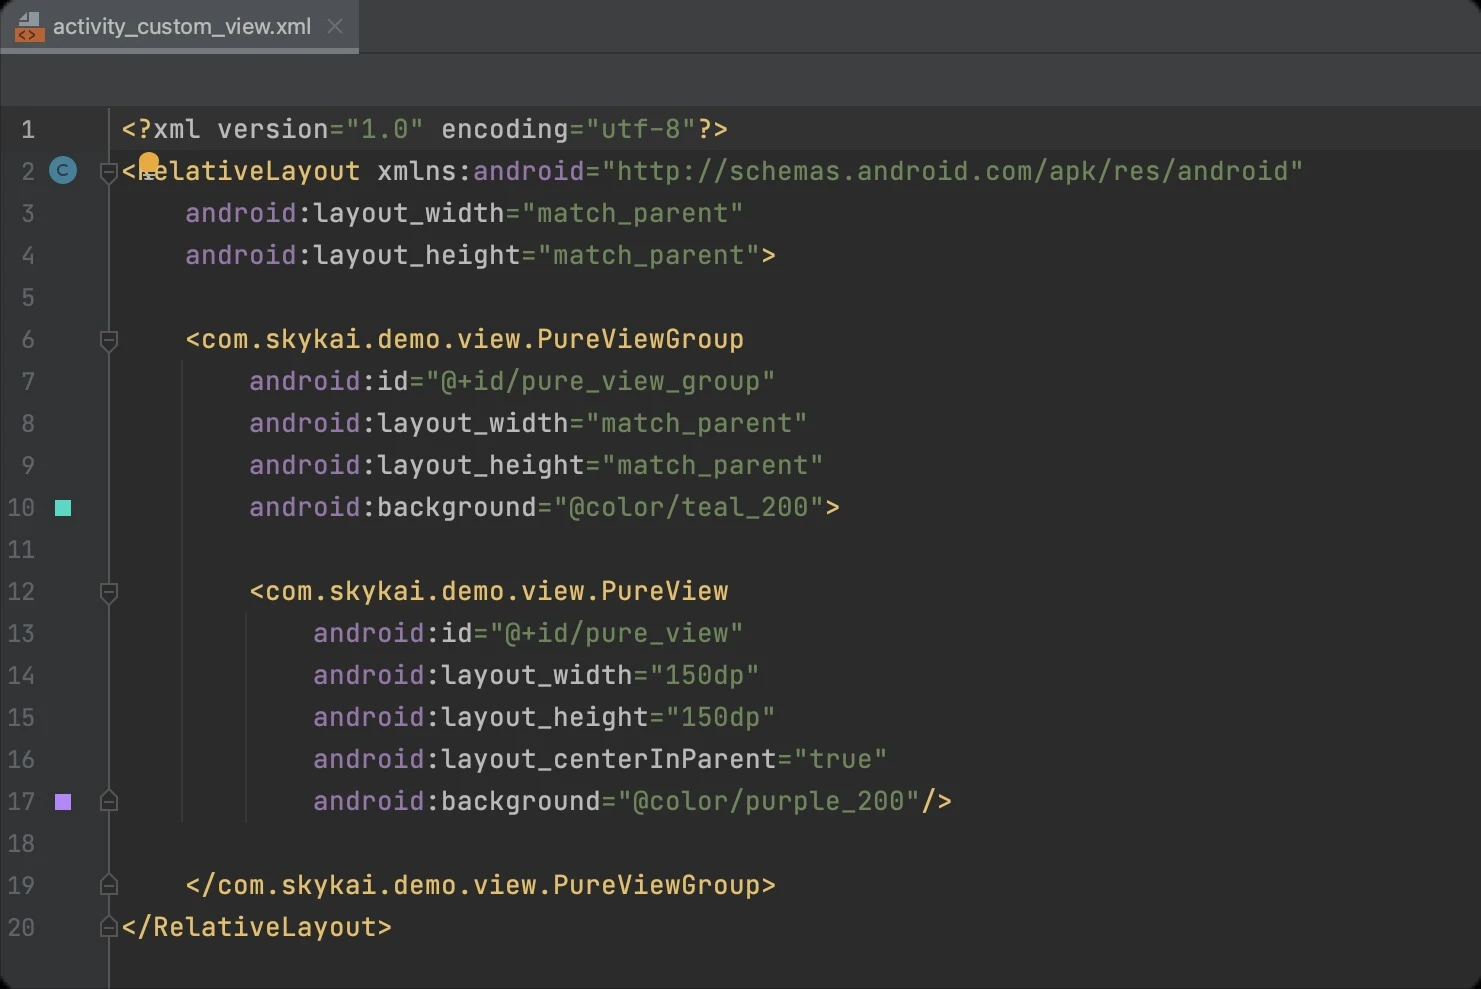 activity_custom_view.xml
1 <?xml version="1.0" encoding="utf-8"?>
2 C <RelativeLayout xmlns:android="http://schemas.android.com/apk/res/android"
3     android:layout_width="match_parent"
4     android:layout_height="match_parent">
5
6     <com.skykai.demo.view.PureViewGroup
7         android:id="@+id/pure_view_group"
8         android:layout_width="match_parent"
9         android:layout_height="match_parent"
10         android:background="@color/teal_200">
11
12         <com.skykai.demo.view.PureView
13             android:id="@+id/pure_view"
14             android:layout_width="150dp"
15             android:layout_height="150dp"
16             android:layout_centerInParent="true"
17             android:background="@color/purple_200"/>
18
19     </com.skykai.demo.view.PureViewGroup>
20 </RelativeLayout>